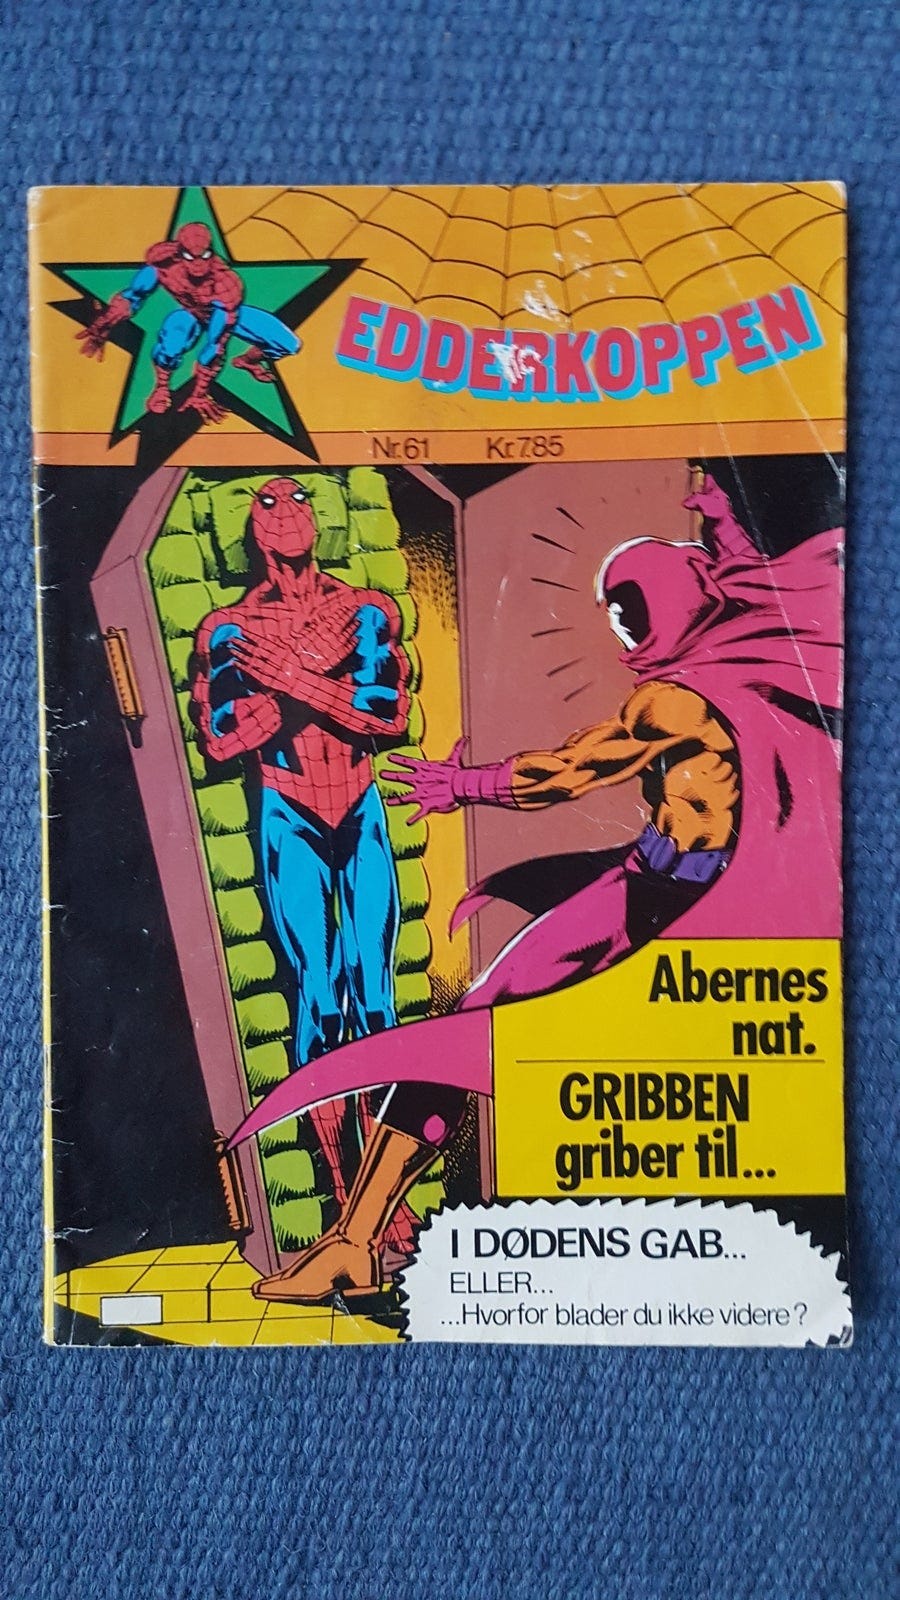 EDDERKOPPEN
Nr.61 Kr.7.85
Abernes
nat.
GRIBBEN
griber til...
I DØDENS GAB...
ELLER...
...Hvorfor blader du ikke videre?